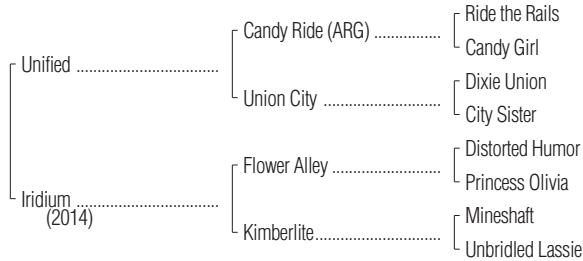 Ride the Rails
Candy Ride (ARG) ................
Candy Girl
Unified ............................
Dixie Union
Union City .......................
City Sister
Distorted Humor
Flower Alley ......................
Princess Olivia
Iridium..............................
(2014)
Mineshaft
Kimberlite.........................
Unbridled Lassie